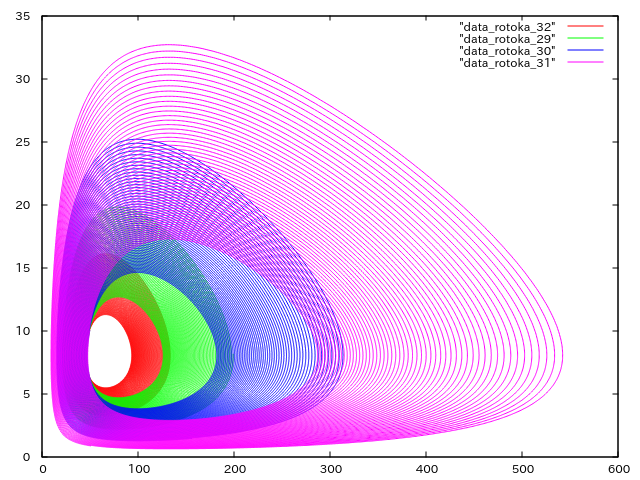 35
30
25
20
15
10
5
0
"data_rotoka_32"
"data_rotoka_29"
"data_rotoka_30"
"data_rotoka_31"
0 100 200 300 400 500 600